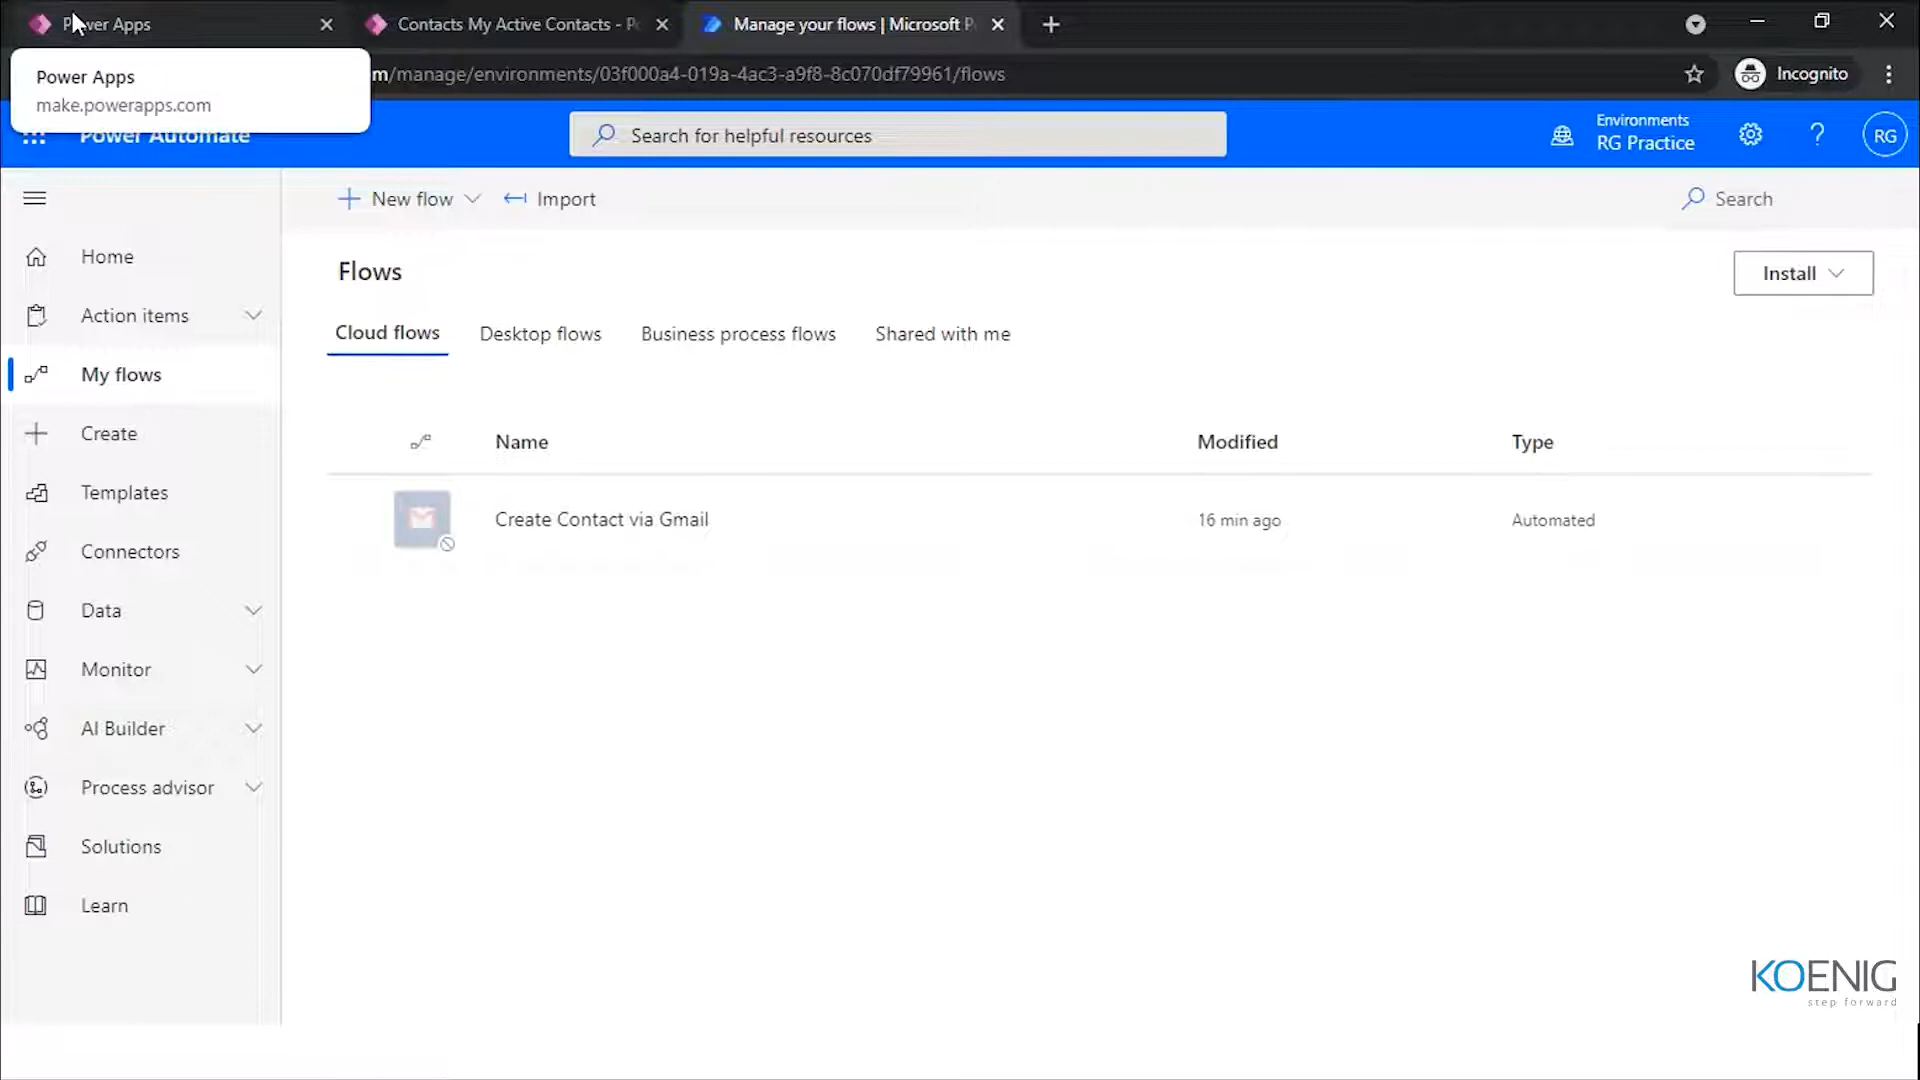 Power Apps
Contacts My Active Contacts - P
Manage your flows | Microsoft P
Power Apps
make.powerapps.com
m/manage/environments/03f000a4-019a-4ac3-a9f8-8c070df79961/flows
Incognito
Power Automate
Search for helpful resources
Environments
RG Practice
RG
New flow
Import
Search
Home
Action items
My flows
Create
Templates
Connectors
Data
Monitor
AI Builder
Process advisor
Solutions
Learn
Flows
Install
Cloud flows
Desktop flows
Business process flows
Shared with me
Name
Modified
Type
Create Contact via Gmail
16 min ago
Automated
KOENIG
step forward